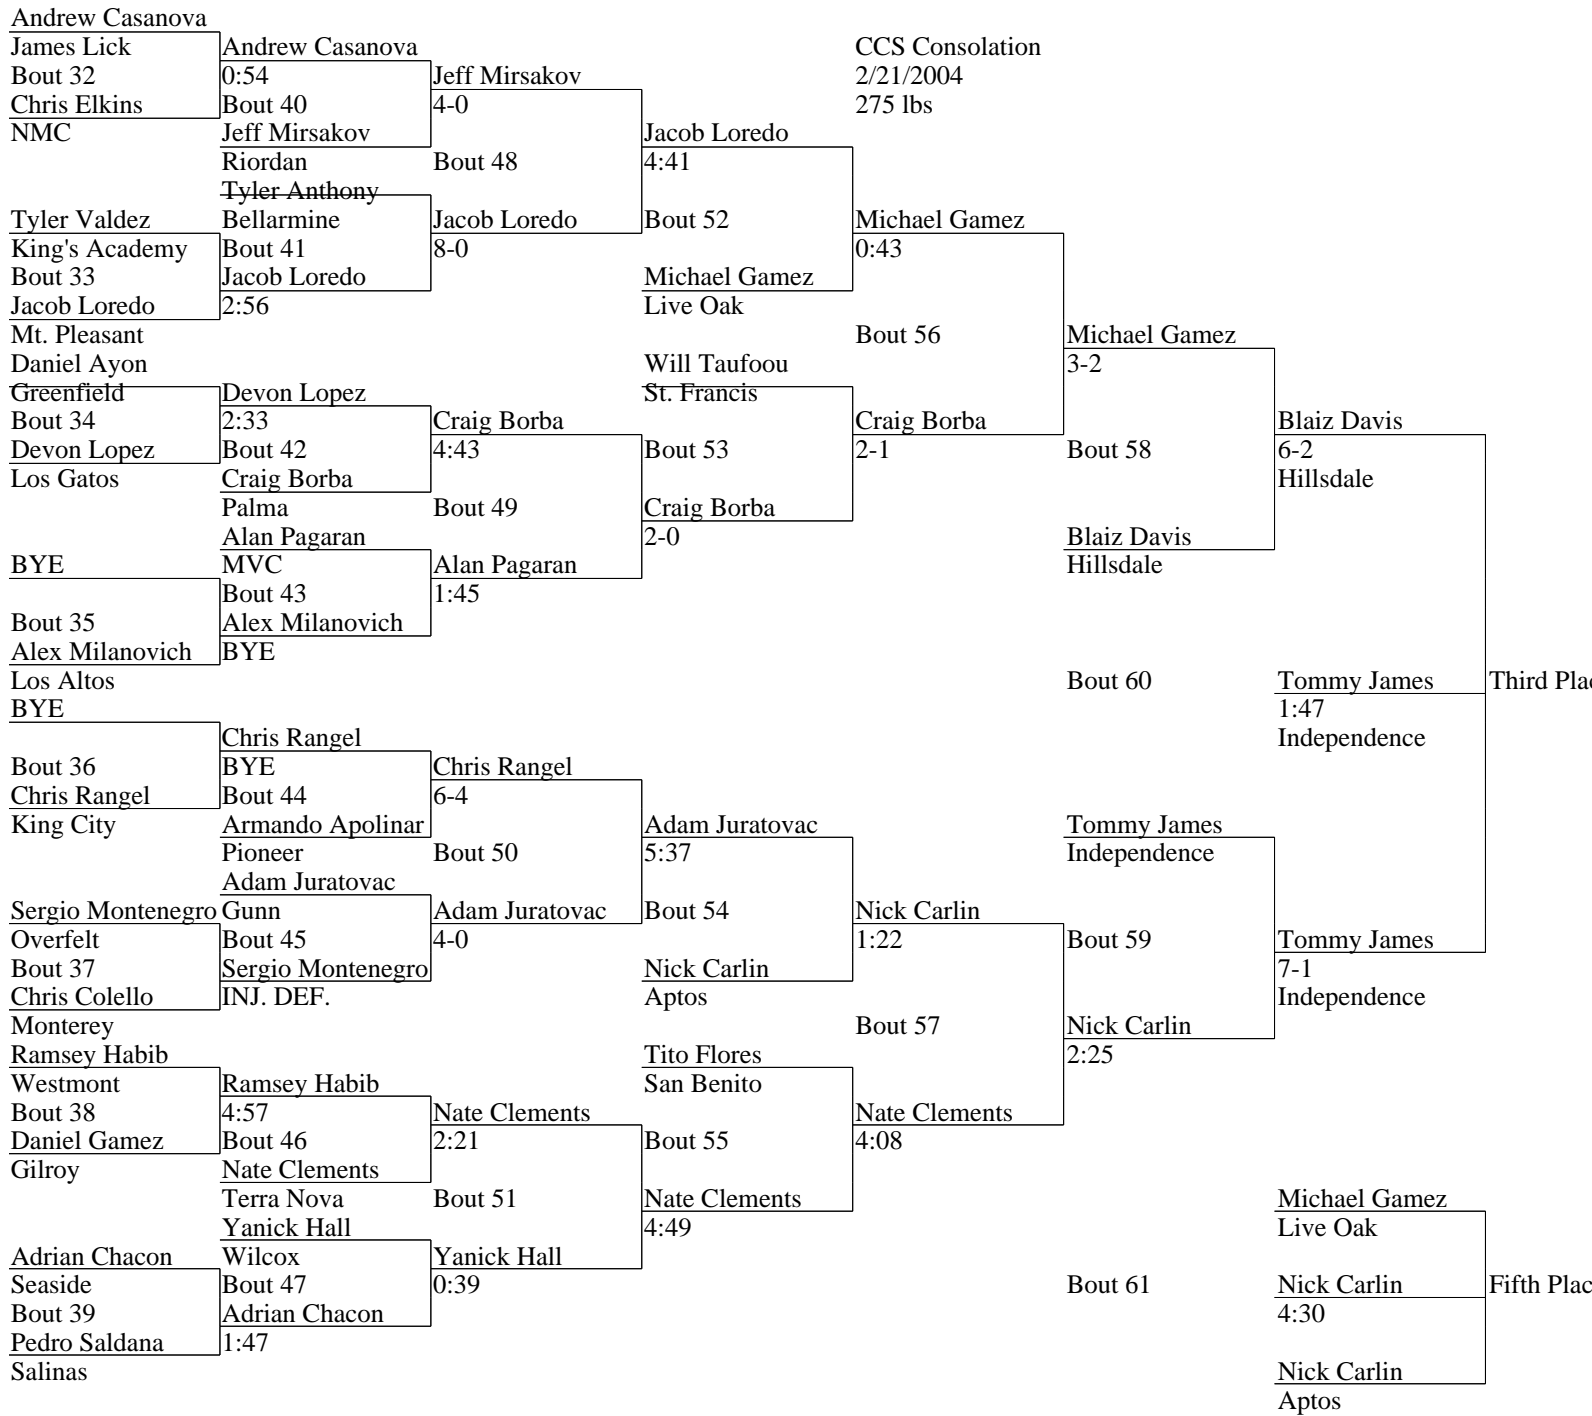 Andrew Casanova
James Lick Andrew Casanova CCS Consolation
Bout 32 0:54 Jeff Mirsakov 2/21/2004
Chris Elkins Bout 40 4-0 275 lbs
NMC Jeff Mirsakov Jacob Loredo
Riordan Bout 48 4:41
Tyler Anthony
Tyler Valdez Bellarmine Jacob Loredo Bout 52 Michael Gamez
King's Academy Bout 41 8-0 0:43
Bout 33 Jacob Loredo Michael Gamez
Jacob Loredo 2:56 Live Oak
Mt. Pleasant Bout 56 Michael Gamez
Daniel Ayon Will Taufoou 3-2
Greenfield Devon Lopez St. Francis
Bout 34 2:33 Craig Borba Craig Borba Blaiz Davis
Devon Lopez Bout 42 4:43 Bout 53 2-1 Bout 58 6-2
Los Gatos Craig Borba Hillsdale
Palma Bout 49 Craig Borba
Alan Pagaran 2-0 Blaiz Davis
BYE MVC Alan Pagaran Hillsdale
Bout 43 1:45
Bout 35 Alex Milanovich
Alex Milanovich BYE
Los Altos Bout 60 Tommy James Third Plac
BYE 1:47
Chris Rangel Independence
Bout 36 BYE Chris Rangel
Chris Rangel Bout 44 6-4
King City Armando Apolinar Adam Juratovac Tommy James
Pioneer Bout 50 5:37 Independence
Adam Juratovac
Sergio Montenegro Gunn Adam Juratovac Bout 54 Nick Carlin
Overfelt Bout 45 4-0 1:22 Bout 59 Tommy James
Bout 37 Sergio Montenegro Nick Carlin 7-1
Chris Colello INJ. DEF. Aptos Independence
Monterey Bout 57 Nick Carlin
Ramsey Habib Tito Flores 2:25
Westmont Ramsey Habib San Benito
Bout 38 4:57 Nate Clements Nate Clements
Daniel Gamez Bout 46 2:21 Bout 55 4:08
Gilroy Nate Clements
Terra Nova Bout 51 Nate Clements Michael Gamez
Yanick Hall 4:49 Live Oak
Adrian Chacon Wilcox Yanick Hall
Seaside Bout 47 0:39 Bout 61 Nick Carlin Fifth Plac
Bout 39 Adrian Chacon 4:30
Pedro Saldana 1:47
Salinas Nick Carlin
Aptos